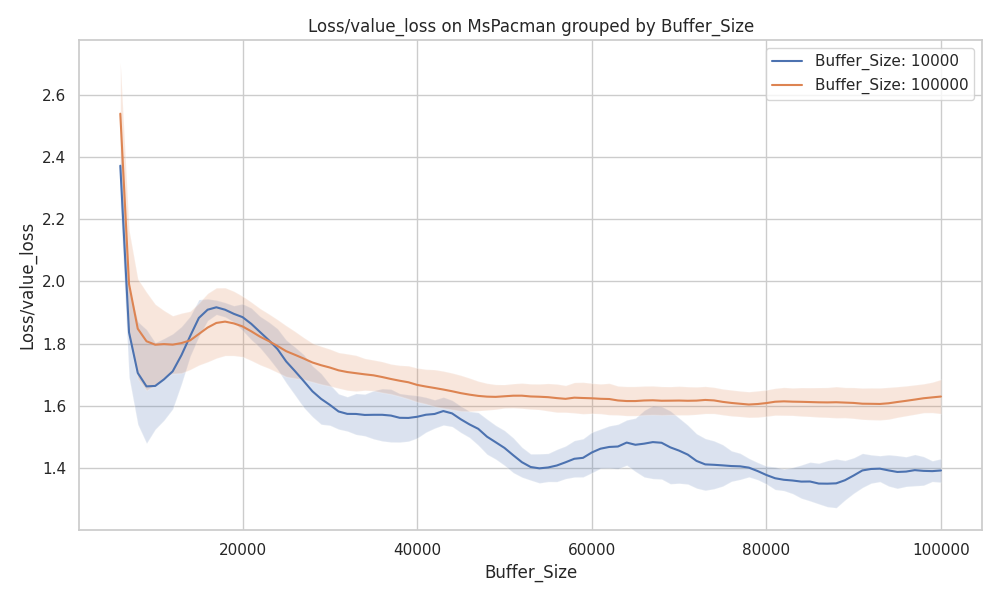 Loss/value_loss on MsPacman grouped by Buffer_Size
Buffer_Size: 10000
Buffer_Size: 100000
Loss/value_loss
2.6
2.4
2.2
2.0
1.8
1.6
1.4
20000
40000
60000
80000
100000
Buffer_Size